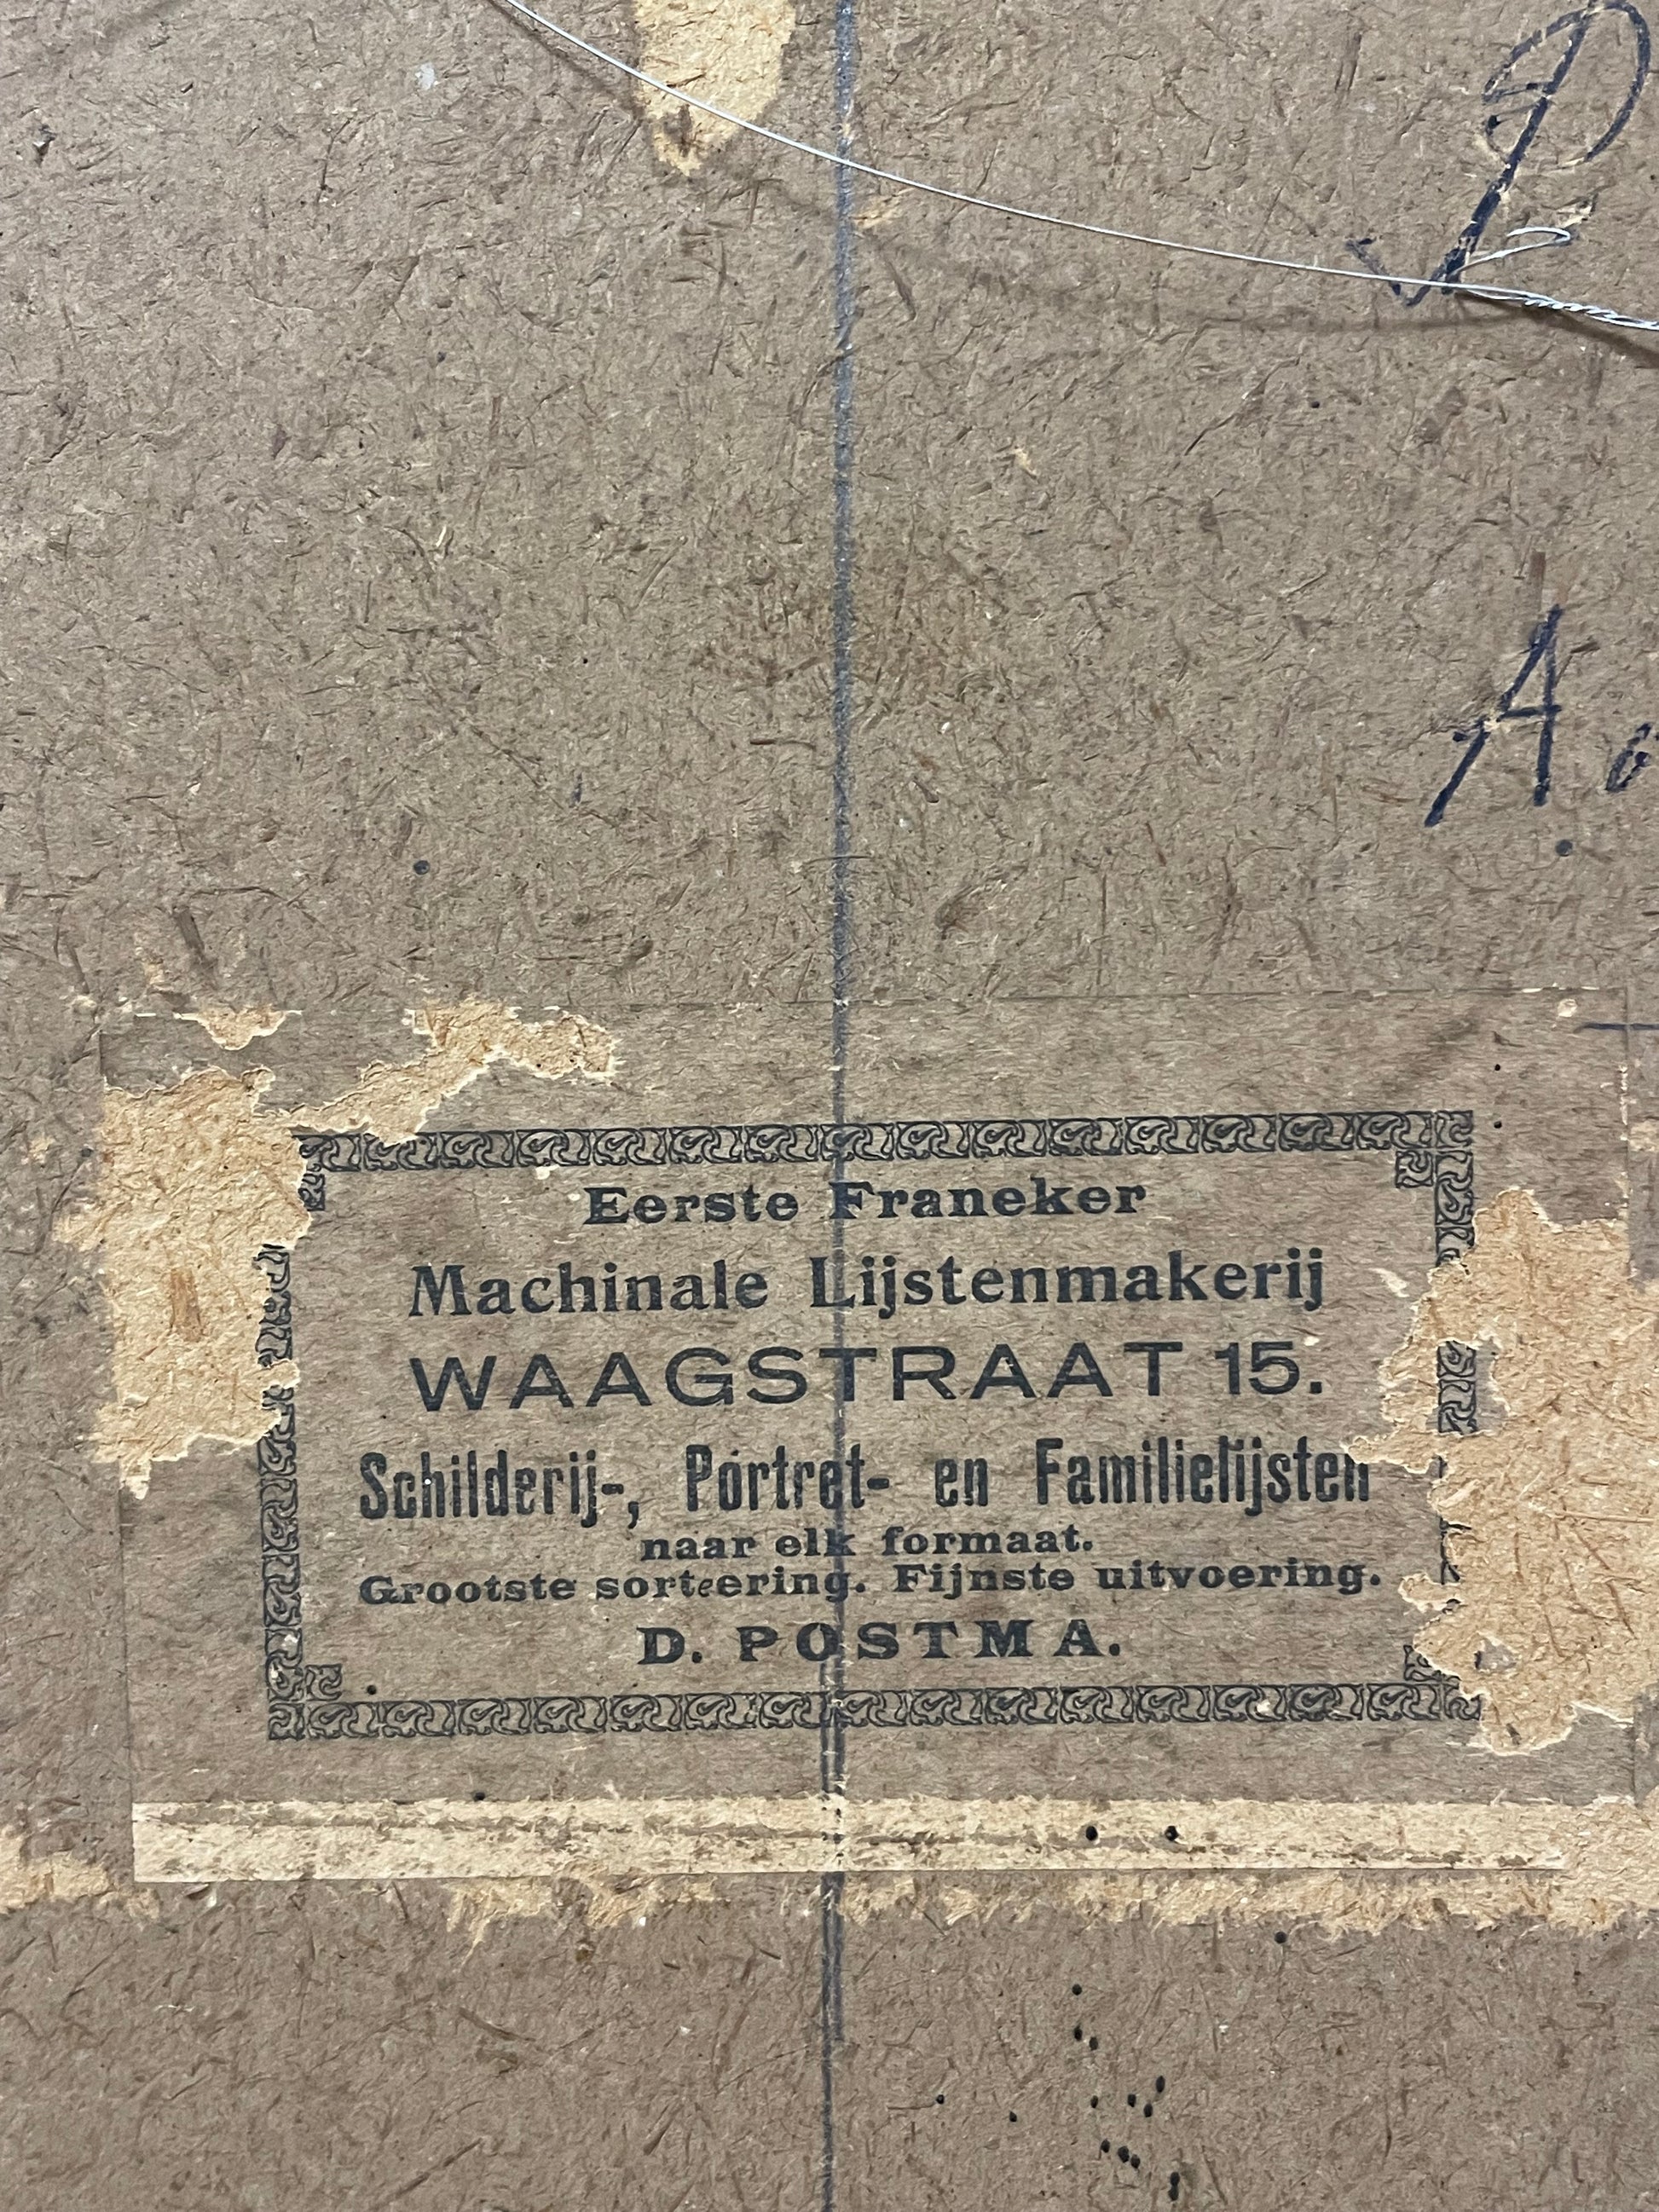 A.
Eerste Franeker
Machinale Lijstenmakerij
WAAGSTRAAT 15.
Schilderij-, Portret- en Familielijsten
naar elk formaat.
Grootste sorteering. Fijnste uitvoering.
D. POSTMA.